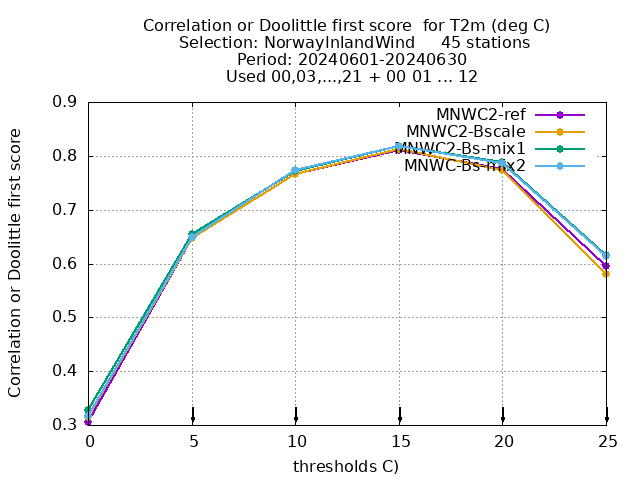 Correlation or Doolittle first score  for T2m (deg C)
Selection: NorwayInlandWind     45 stations
Period: 20240601-20240630
Used 00,03,...,21 + 00 01 ... 12
MNWC2-ref
MNWC2-Bscale
MNWC2-Bs-mix1
MNWC-Bs-mix2
Correlation or Doolittle first score
0.9
0.8
0.7
0.6
0.5
0.4
0.3
0 5 10 15 20 25
thresholds C)